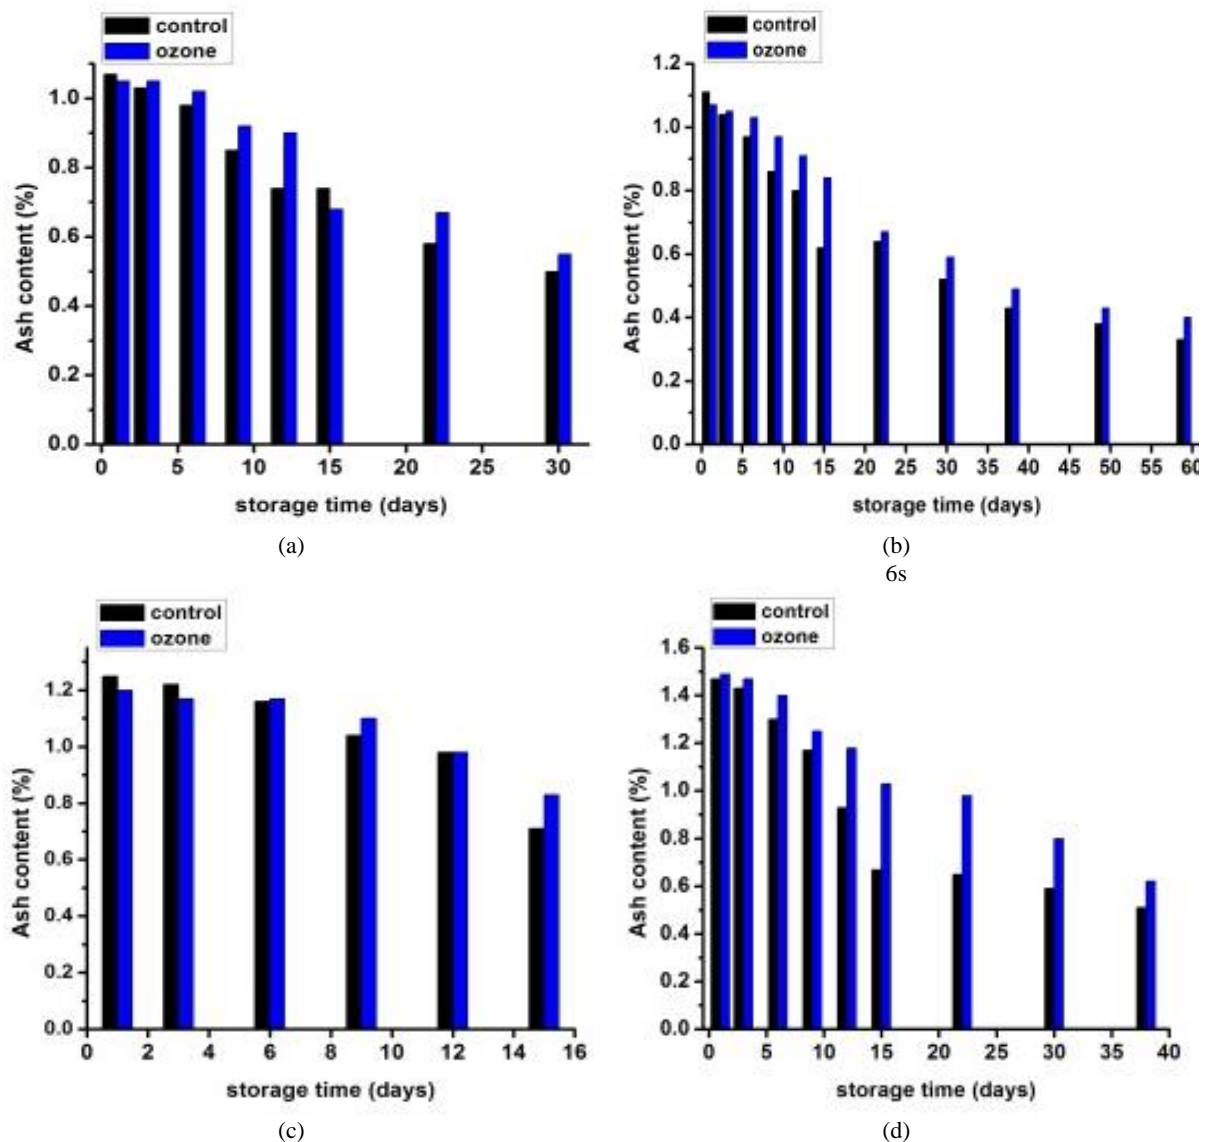 control
ozone
Ash content (%)
1.0
0.8
0.6
0.4
0.2
0.0
0 5 10 15 20 25 30
storage time (days)
(a)
control
ozone
Ash content (%)
1.2
1.0
0.8
0.6
0.4
0.2
0.0
0 5 10 15 20 25 30 35 40 45 50 55 60
storage time (days)
(b)
6s
control
ozone
Ash content (%)
1.2
1.0
0.8
0.6
0.4
0.2
0.0
0 2 4 6 8 10 12 14 16
storage time (days)
(c)
control
ozone
Ash content (%)
1.6
1.4
1.2
1.0
0.8
0.6
0.4
0.2
0.0
0 5 10 15 20 25 30 35 40
storage time (days)
(d)